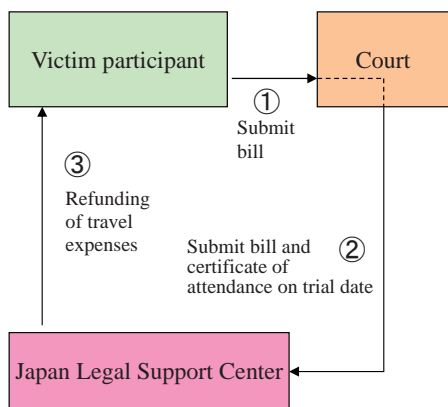 Victim participant
Court
①
Submit
bill
③
Refunding
of travel
expenses
②
Submit bill and
certificate of
attendance on trial date
Japan Legal Support Center